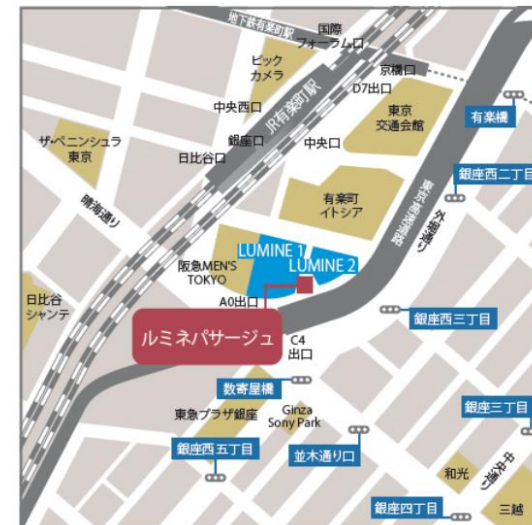 地下鉄有楽町駅
国際
フォーラム口
ビック
カメラ
京橋口
D7出口
中央西口
JR有楽町駅
東京
交通会館
有楽橋
ザ・ペニンシュラ
東京
銀座口
中央口
日比谷口
銀座西二丁目
晴海通り
有楽町
イトシア
東京高速道路
外堀通り
LUMINE 1
LUMINE 2
阪急MEN'S
TOKYO
A0出口
日比谷
シャンテ
ルミネパサージュ
C4
出口
銀座西三丁目
数寄屋橋
東急プラザ銀座
Ginza
Sony Park
銀座三丁目
銀座西五丁目
並木通り口
中央通り
和光
銀座四丁目
三越